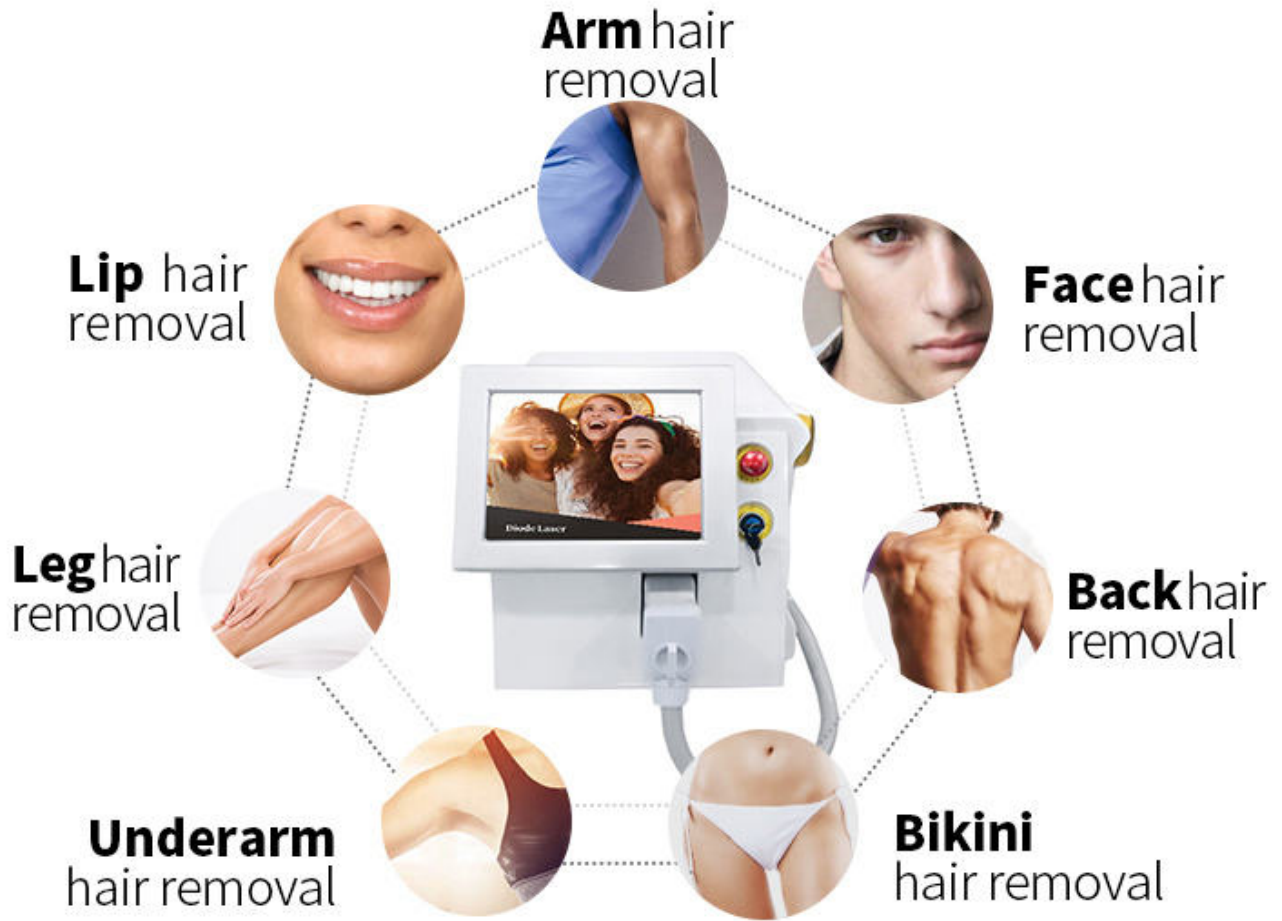 Arm hair
removal
Lip hair
removal
Face hair
removal
Diode Laser
Leg hair
removal
Back hair
removal
Underarm
hair removal
Bikini
hair removal